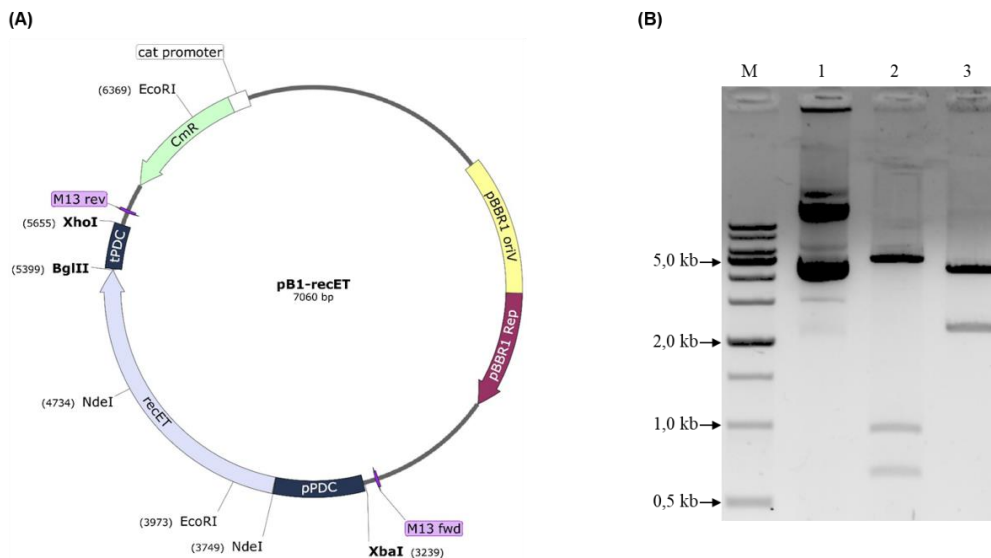 (A)
cat promoter
(6369) EcoRI
CmR
M13 rev
(5655) XhoI
tPDC
(5399) BglII
pBBR1 oriV
pB1-recET
7060 bp
pBBR1 Rep
(4734) NdeI
recET
pPDC
(3973) EcoRI
(3749) NdeI
M13 fwd
XbaI (3239)
(B)
M 1 2 3
5,0 kb
2,0 kb
1,0 kb
0,5 kb